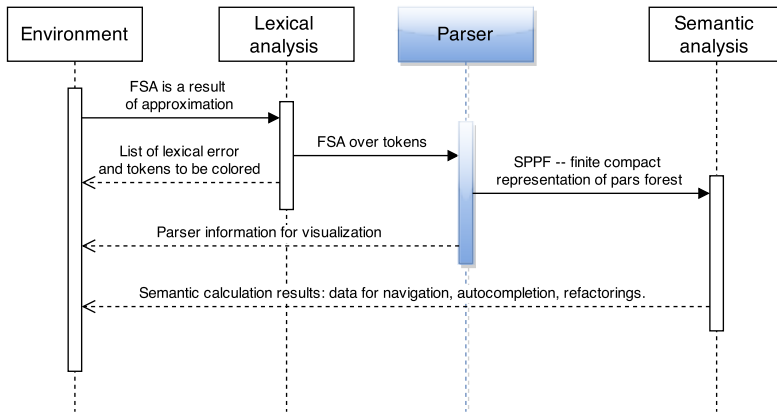 Environment
Lexical
analysis
Parser
Semantic
analysis
FSA is a result
of approximation
FSA over tokens
List of lexical error
and tokens to be colored
SPPF -- finite compact
representation of pars forest
Parser information for visualization
Semantic calculation results: data for navigation, autocompletion, refactorings.